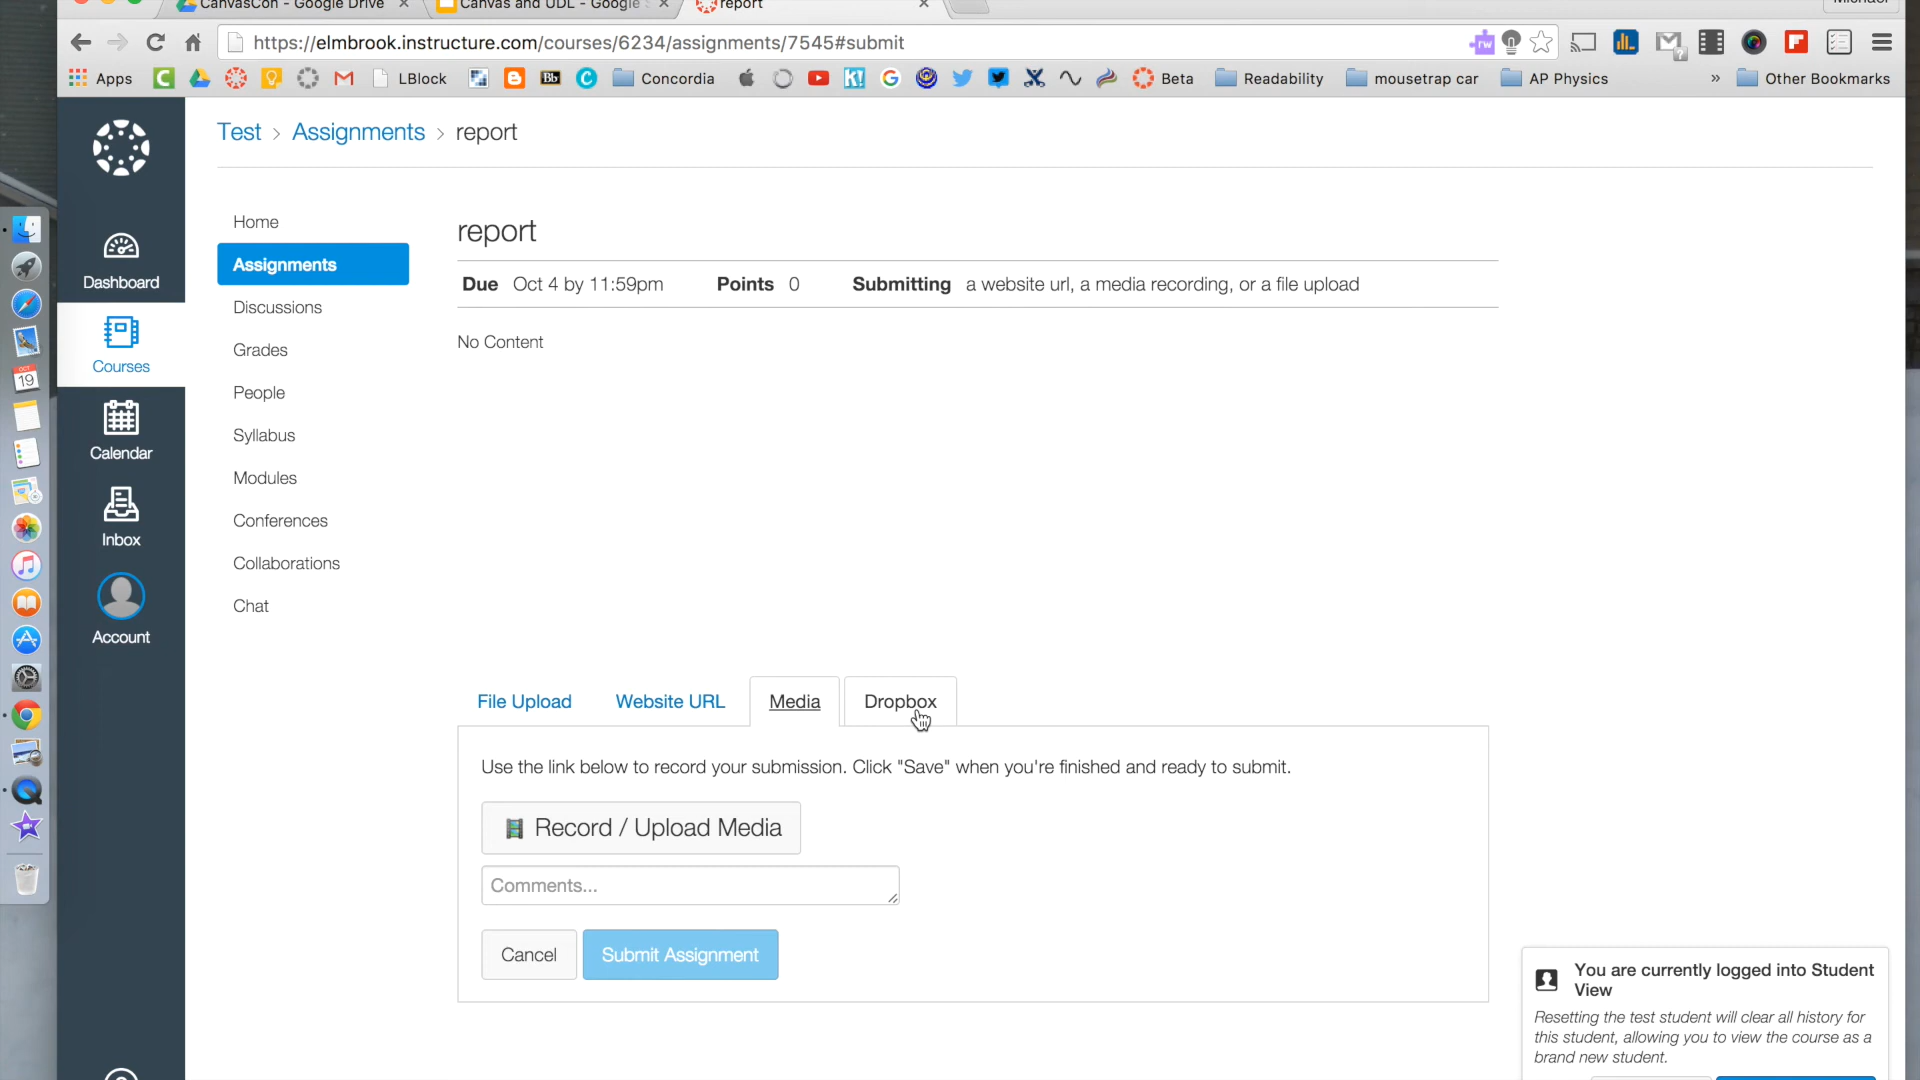 CanvasCon - Google Drive
Canvas and UDL - Google S
report
https://elmbrook.instructure.com/courses/6234/assignments/7545#submit
rw
Apps
LBlock
Bb
Concordia
K!
G
Beta
Readability
mousetrap car
AP Physics
»
Other Bookmarks
Test > Assignments > report
Dashboard
Courses
Calendar
Inbox
Account
OCT
19
Home
Assignments
Discussions
Grades
People
Syllabus
Modules
Conferences
Collaborations
Chat
report
Due Oct 4 by 11:59pm Points 0 Submitting a website url, a media recording, or a file upload
No Content
File Upload Website URL Media Dropbox
Use the link below to record your submission. Click "Save" when you're finished and ready to submit.
Record / Upload Media
Comments...
Cancel Submit Assignment
You are currently logged into Student
View
Resetting the test student will clear all history for
this student, allowing you to view the course as a
brand new student.